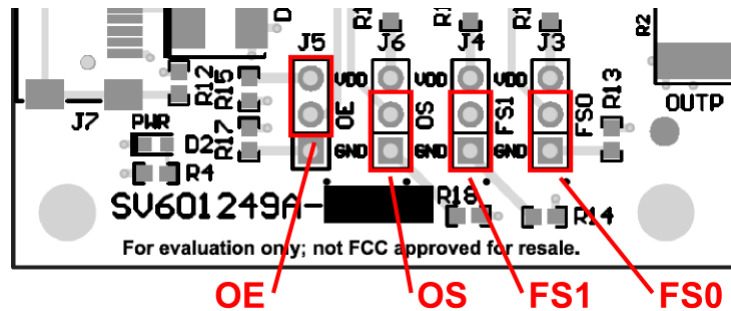 D
R1
R1
R1
R2
J5
J6
J4
J3
VDD
VDD
VDD
R12
R15
OE
OS
FS1
FS0
R13
OUTP
J7
PWR
D2
R17
GND
GND
GND
R4
SV601249A-
R18
R14
For evaluation only; not FCC approved for resale.
OE
OS
FS1
FS0